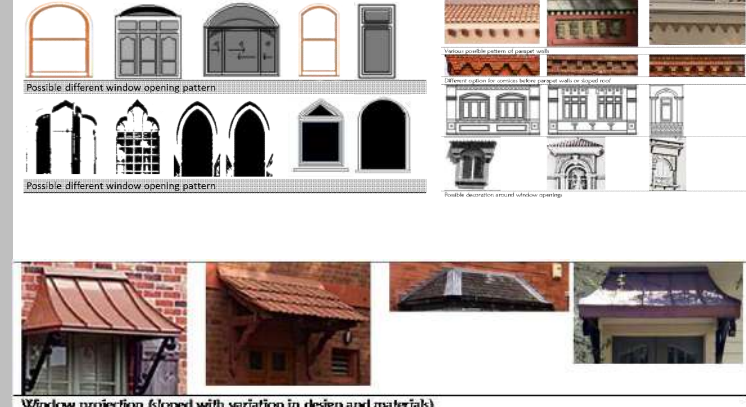 Possible different window opening pattern
Possible different window opening pattern
Various possible pattern of parapet walls
Different option for cornices before parapet walls or sloped roof
Possible decoration around window openings
Window projection (sloped with variation in design and materials)